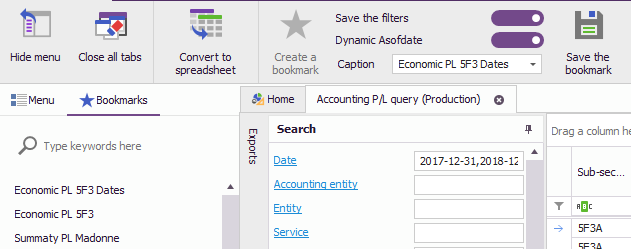 Hide menu
Close all tabs
Convert to
spreadsheet
Create a
bookmark
Save the filters
Dynamic Asofdate
Caption
Economic PL 5F3 Dates
Save the
bookmark
Menu
Bookmarks
Type keywords here
Economic PL 5F3 Dates
Economic PL 5F3
Summaty PL Madonne
Home
Accounting P/L query (Production)
Exports
Search
Date
2017-12-31,2018-12
Accounting entity
Entity
Service
Drag a column he
Sub-sec...
ABC
5F3A
5F3A